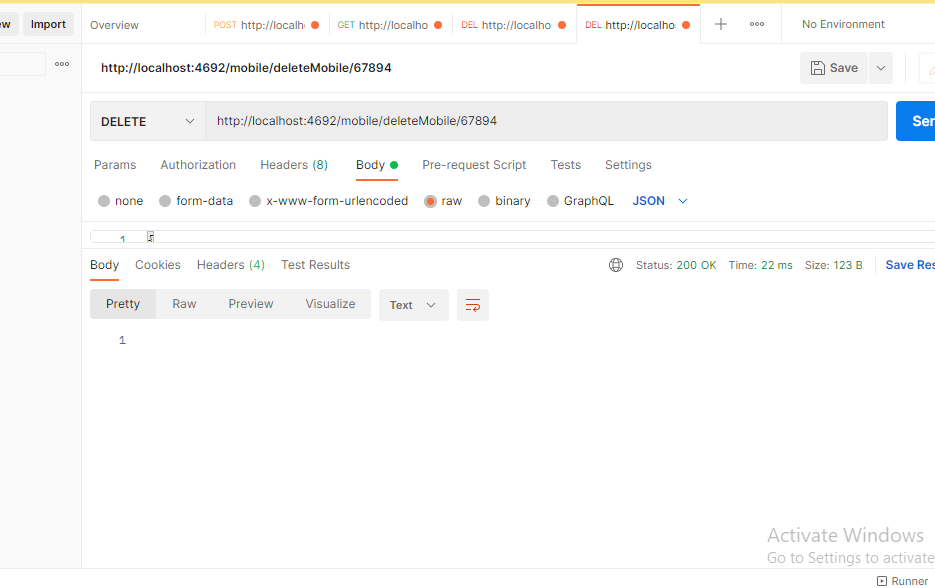 ew Import Overview POST http://localh GET http://localho DEL http://localho DEL http://localho No Environment
http://localhost:4692/mobile/deleteMobile/67894 Save
DELETE http://localhost:4692/mobile/deleteMobile/67894 Ser
Params Authorization Headers (8) Body Pre-request Script Tests Settings
none form-data x-www-form-urlencoded raw binary GraphQL JSON
1
Body Cookies Headers (4) Test Results Status: 200 OK Time: 22 ms Size: 123 B Save Res
Pretty Raw Preview Visualize Text
1
Activate Windows
Go to Settings to activate
Runner